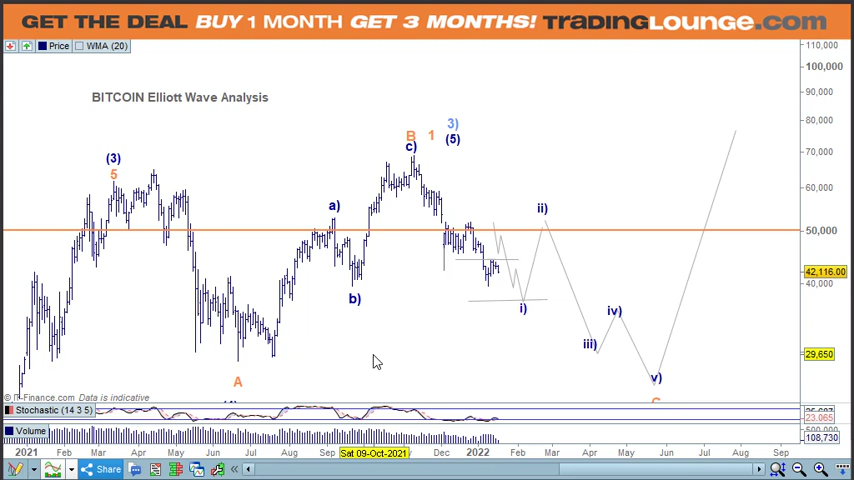 GET THE DEAL BUY 1 MONTH GET 3 MONTHS! TRADINGLOUNGE.com
Price WMA (20)
110,000
100,000
BITCOIN Elliott Wave Analysis
90,000
80,000
B 1 3)
c) (5)
70,000
(3)
5
60,000
a) ii)
50,000
42,116.00
40,000
b) i)
iii) iv)
29,650
A v)
C
© IT-Finance.com Data is indicative
Stochastic (14 3 5)
23,065
Volume
108,730
2021 Feb Mar Apr May Jun Jul Aug Sep Sat 09-Oct-2021 Dec 2022 Feb Mar Apr May Jun Jul Aug Sep
Share